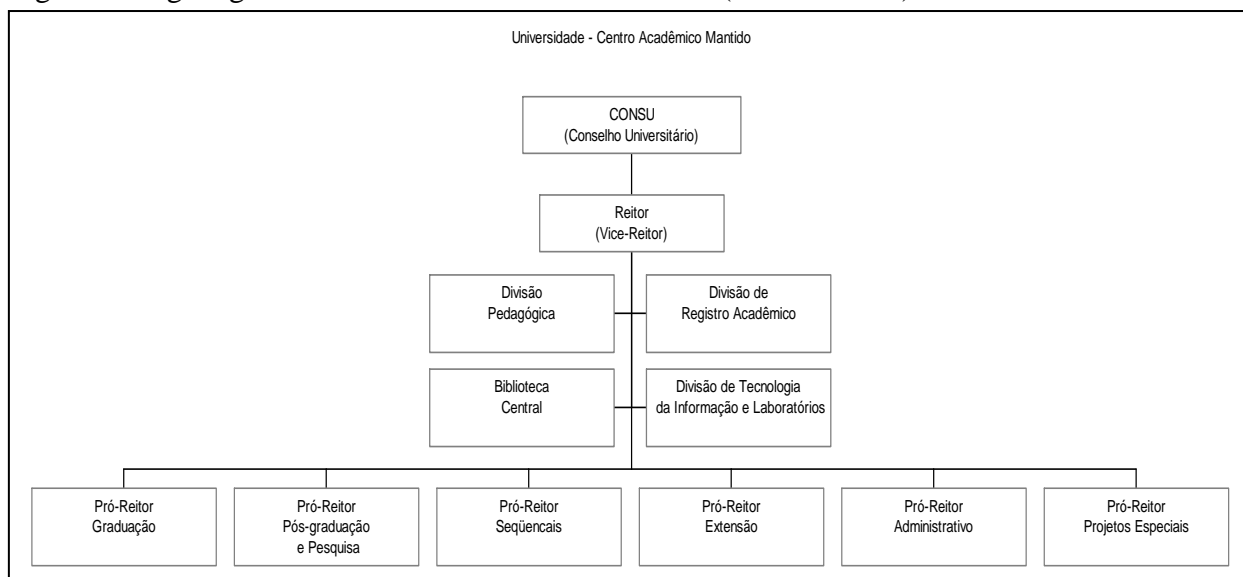 Universidade - Centro Acadêmico Mantido
CONSU
(Conselho Universitário)
Reitor
(Vice-Reitor)
Divisão
Pedagógica
Divisão de
Registro Acadêmico
Biblioteca
Central
Divisão de Tecnologia
da Informação e Laboratórios
Pró-Reitor
Graduação
Pró-Reitor
Pós-graduação
e Pesquisa
Pró-Reitor
Seqüencais
Pró-Reitor
Extensão
Pró-Reitor
Administrativo
Pró-Reitor
Projetos Especiais